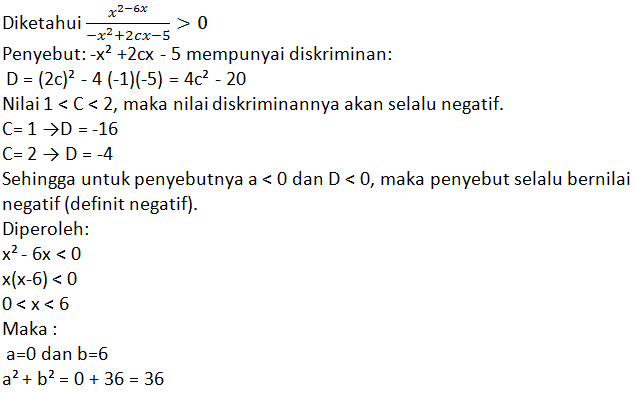 Diketahui x²⁻⁶ˣ / −x²+2cx−5 > 0
Penyebut: -x² +2cx - 5 mempunyai diskriminan:
D = (2c)² - 4 (-1)(-5) = 4c² - 20
Nilai 1 < C < 2, maka nilai diskriminannya akan selalu negatif.
C= 1 →D = -16
C= 2 → D = -4
Sehingga untuk penyebutnya a < 0 dan D < 0, maka penyebut selalu bernilai
negatif (definit negatif).
Diperoleh:
x² - 6x < 0
x(x-6) < 0
0 < x < 6
Maka :
a=0 dan b=6
a² + b² = 0 + 36 = 36